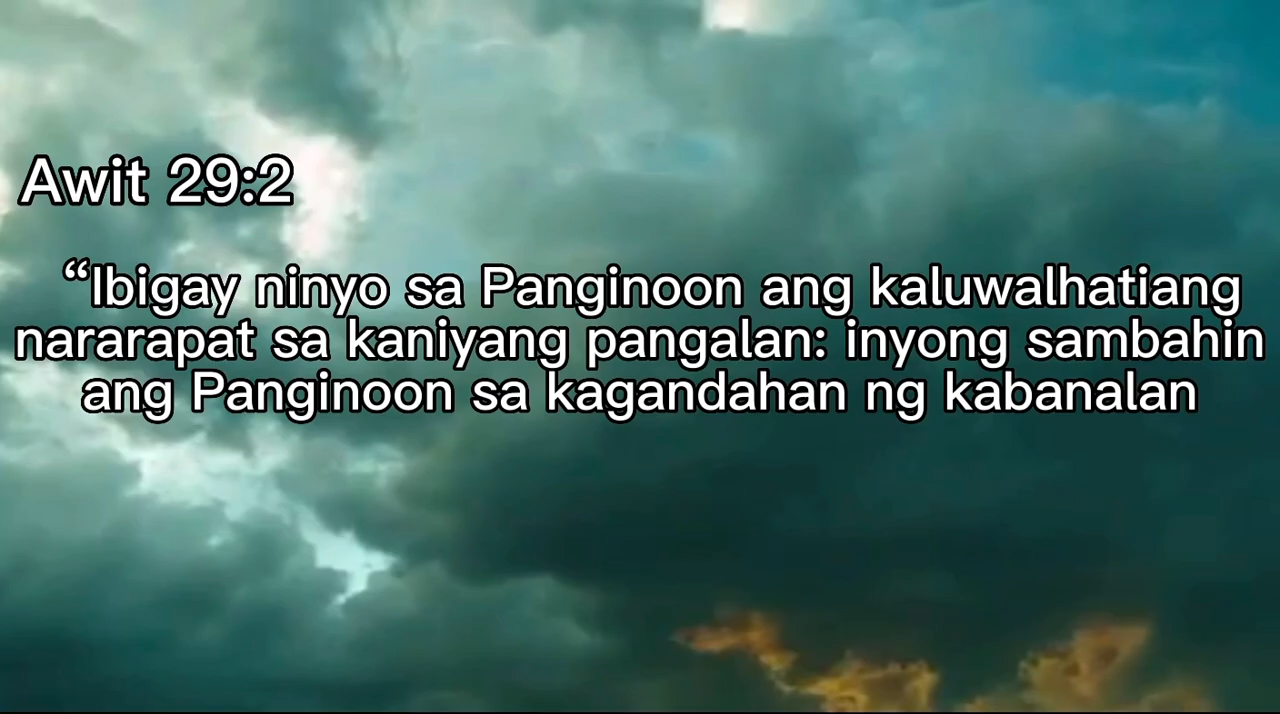 Awit 29:2
“Ibigay ninyo sa Panginoon ang kaluwalhatiang
nararapat sa kaniyang pangalan: inyong sambahin
ang Panginoon sa kagandahan ng kabanalan